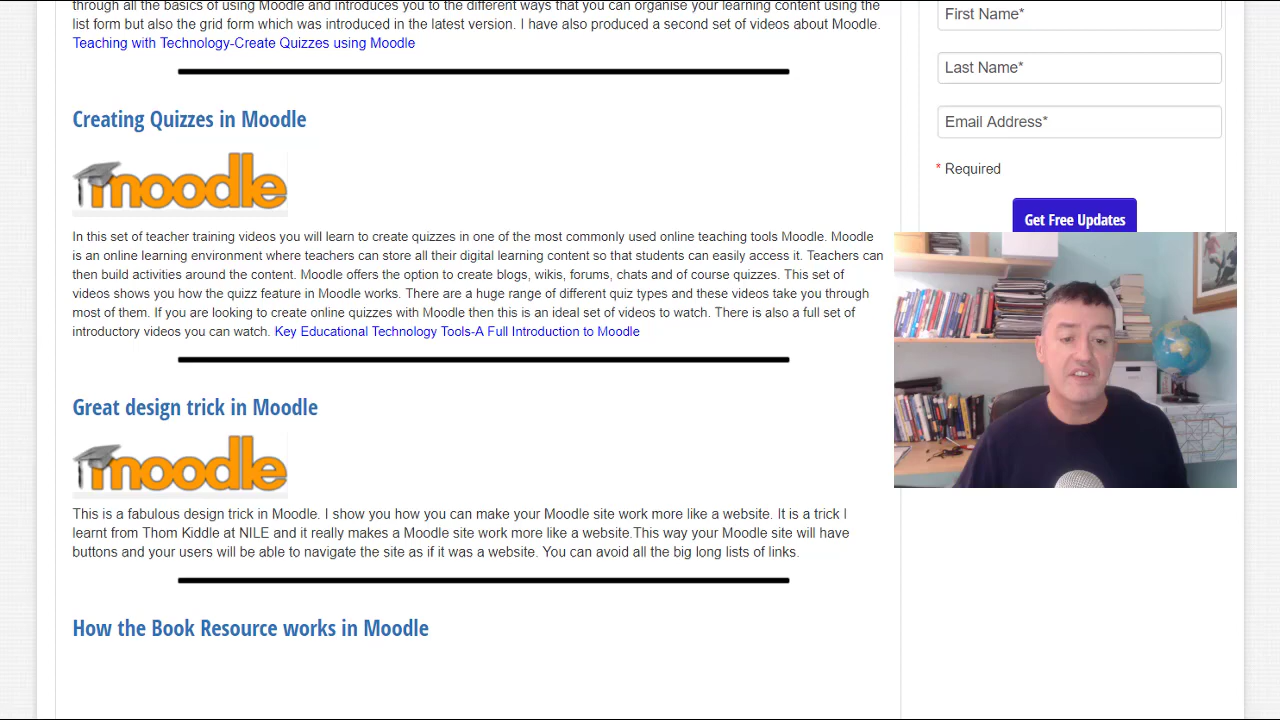 through all the basics of using Moodle and introduces you to the different ways that you can organise your learning content using the
list form but also the grid form which was introduced in the latest version. I have also produced a second set of videos about Moodle.
Teaching with Technology-Create Quizzes using Moodle
Creating Quizzes in Moodle
moodle
In this set of teacher training videos you will learn to create quizzes in one of the most commonly used online teaching tools Moodle. Moodle
is an online learning environment where teachers can store all their digital learning content so that students can easily access it. Teachers can
then build activities around the content. Moodle offers the option to create blogs, wikis, forums, chats and of course quizzes. This set of
videos shows you how the quizz feature in Moodle works. There are a huge range of different quiz types and these videos take you through
most of them. If you are looking to create online quizzes with Moodle then this is an ideal set of videos to watch. There is also a full set of
introductory videos you can watch. Key Educational Technology Tools-A Full Introduction to Moodle
Great design trick in Moodle
moodle
This is a fabulous design trick in Moodle. I show you how you can make your Moodle site work more like a website. It is a trick I
learnt from Thom Kiddle at NILE and it really makes a Moodle site work more like a website.This way your Moodle site will have
buttons and your users will be able to navigate the site as if it was a website. You can avoid all the big long lists of links.
How the Book Resource works in Moodle
First Name*
Last Name*
Email Address*
* Required
Get Free Updates